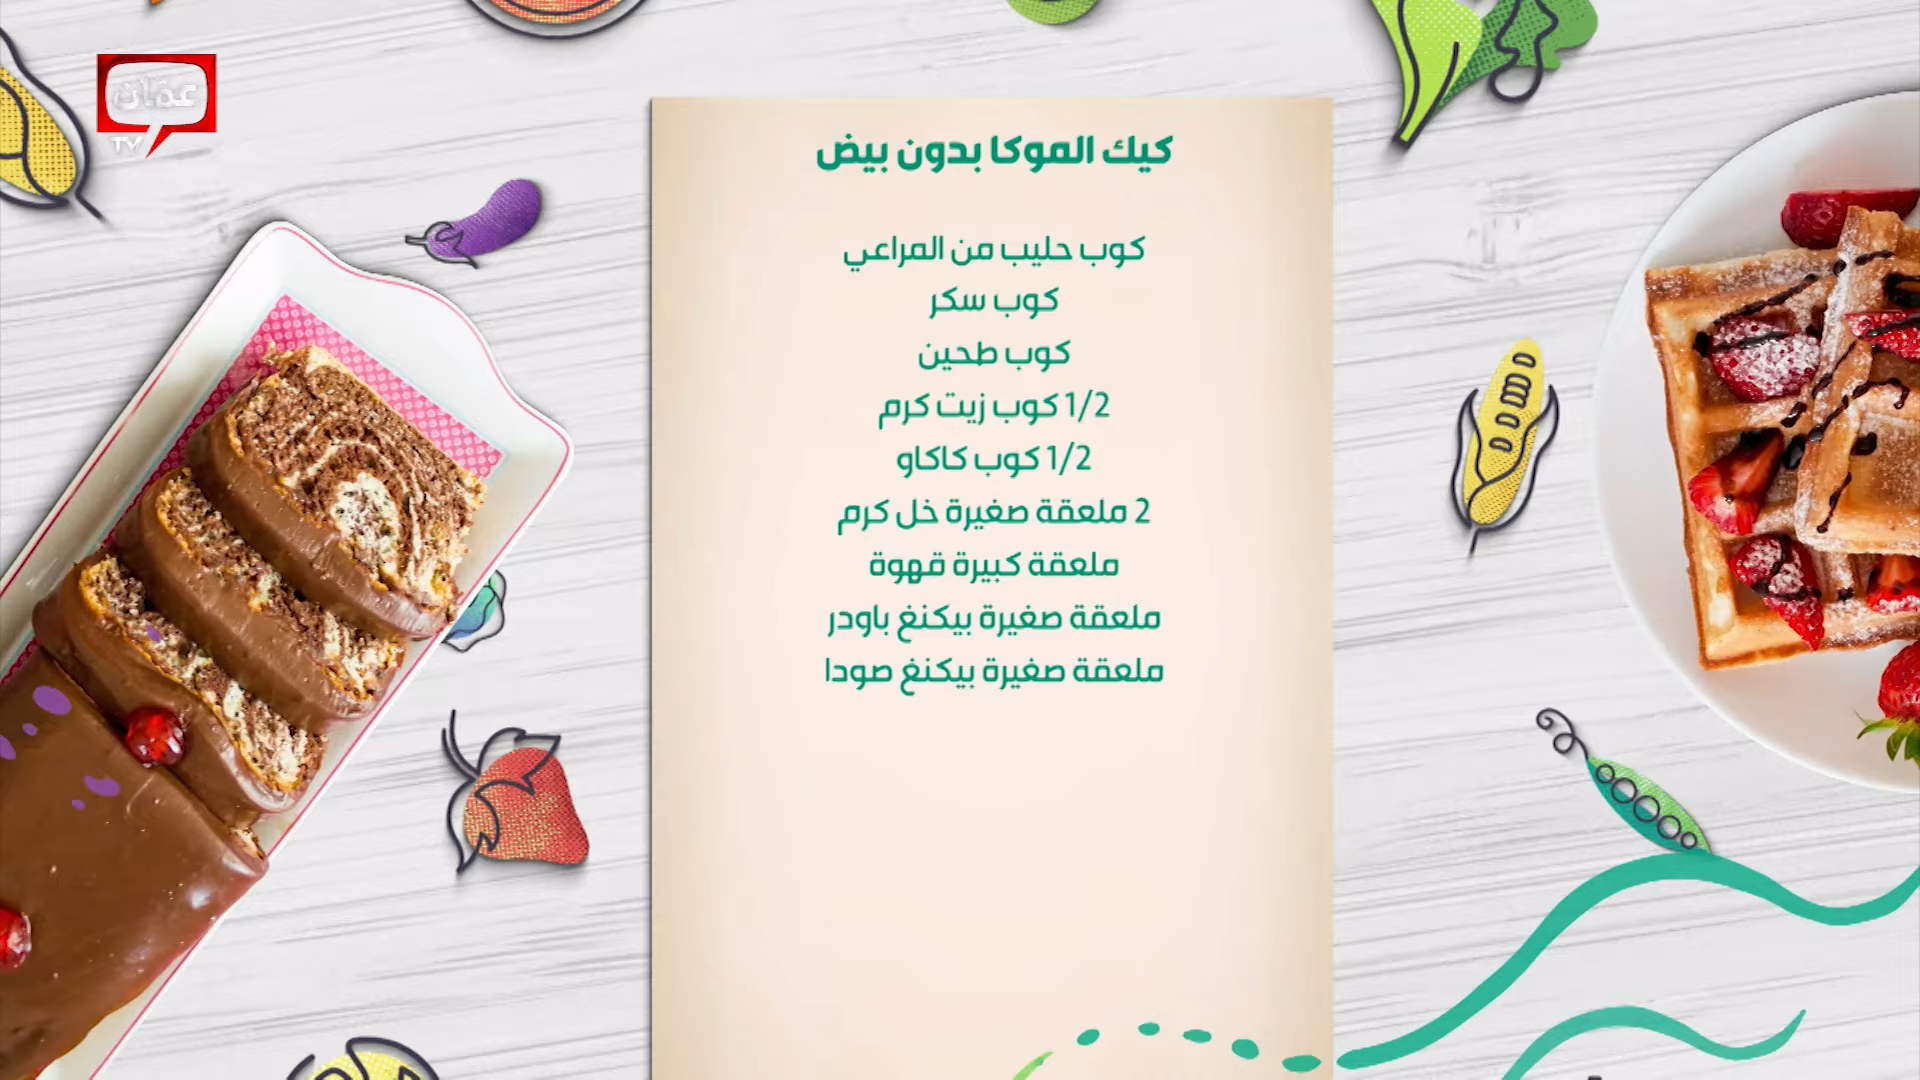 عمان
TV
كيك الموكا بدون بيض
كوب حليب من المراعي
كوب سكر
كوب طحين
1/2 كوب زيت كرم
1/2 كوب كاكاو
2 ملعقة صغيرة خل كرم
ملعقة كبيرة قهوة
ملعقة صغيرة بيكنغ باودر
ملعقة صغيرة بيكنغ صودا